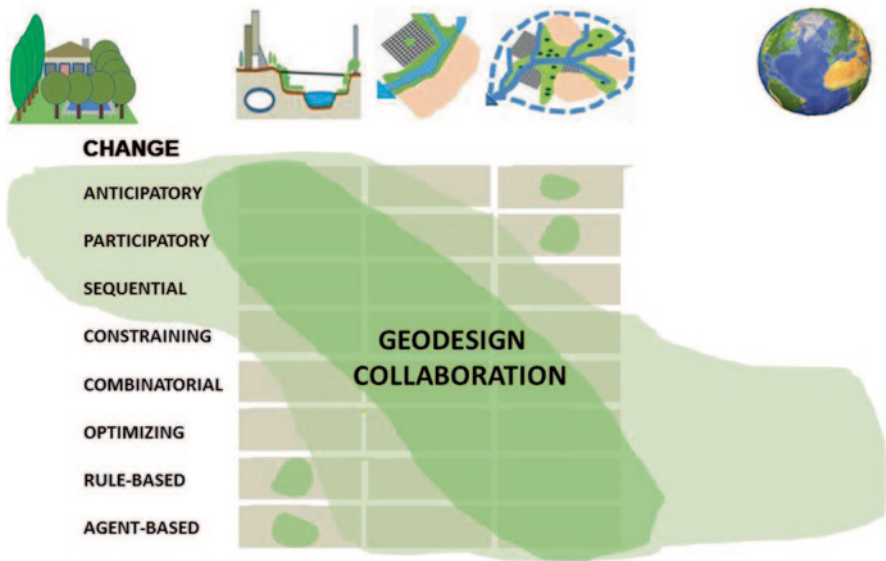 CHANGE
ANTICIPATORY
PARTICIPATORY
SEQUENTIAL
CONSTRAINING
GEODESIGN
COLLABORATION
COMBINATORIAL
OPTIMIZING
RULE-BASED
AGENT-BASED